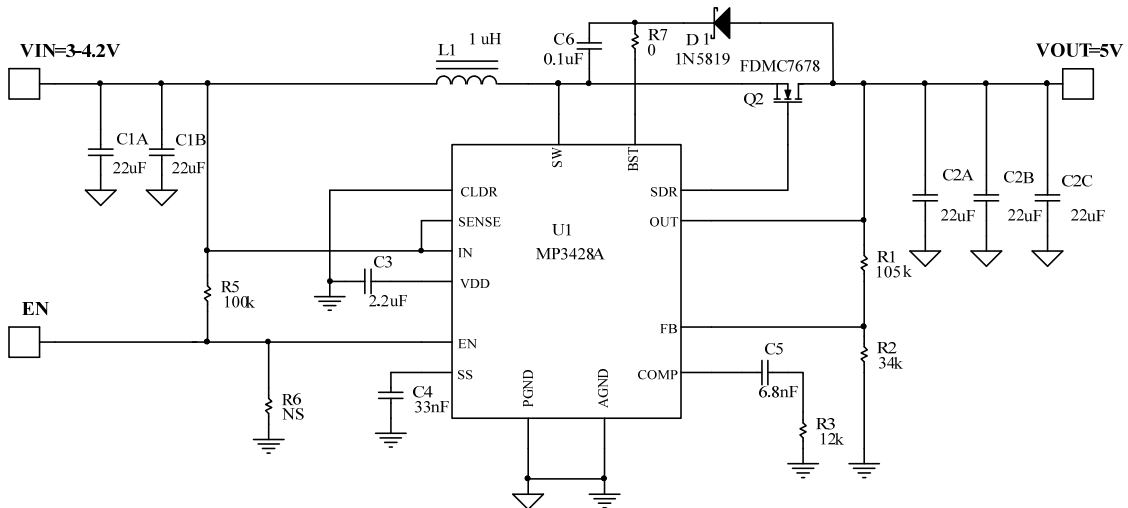 VIN=3-4.2V
L1
1 uH
C6
0.1uF
R7
0
D1
1N5819
FDMC7678
Q2
VOUT=5V
C1A
22uF
C1B
22uF
SW
BST
CLDR
SENSE
IN
VDD
EN
SS
U1
MP3428A
SDR
OUT
FB
COMP
PGND
AGND
C2A
22uF
C2B
22uF
C2C
22uF
C3
2.2uF
R5
100k
EN
R6
NS
C4
33nF
R1
105k
R2
34k
C5
6.8nF
R3
12k